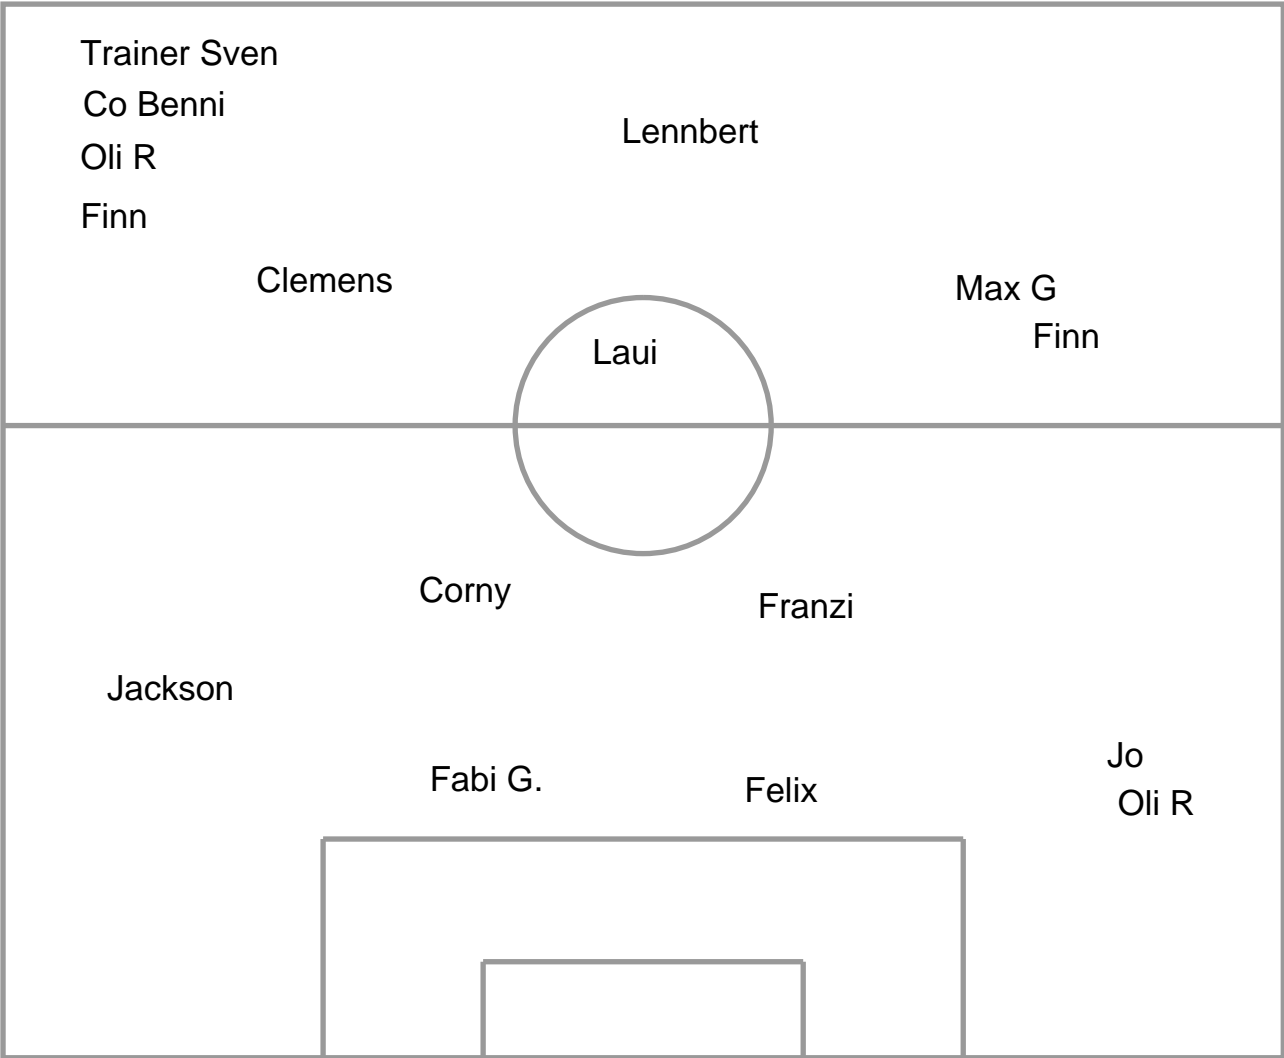 Trainer Sven
Co Benni
Oli R
Finn
Lennbert
Clemens
Max G
Finn
Laui
Corny
Franzi
Jackson
Fabi G.
Felix
Jo
Oli R